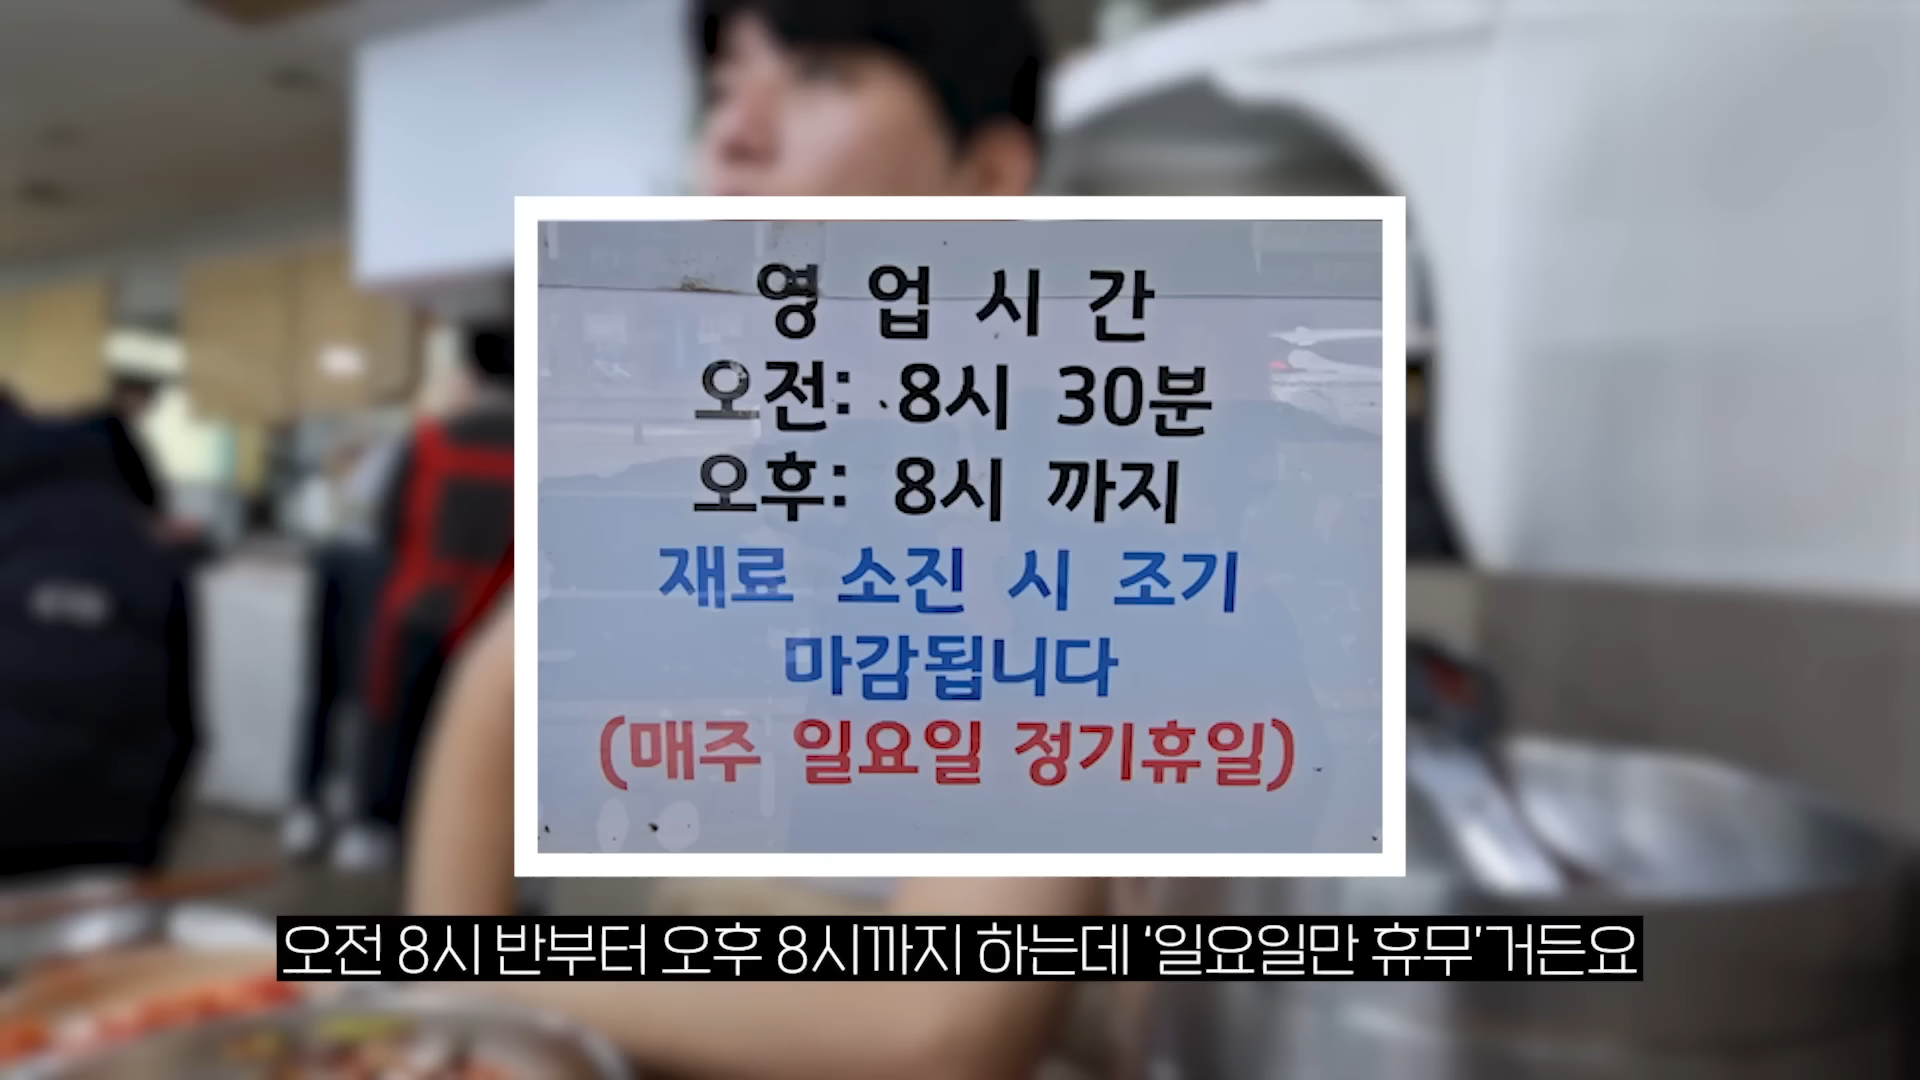 영 업 시 간
오전: 8시 30분
오후: 8시 까지
재료 소진 시 조기
마감됩니다
(매주 일요일 정기휴일)
오전 8시 반부터 오후 8시까지 하는데 ‘일요일만 휴무’거든요